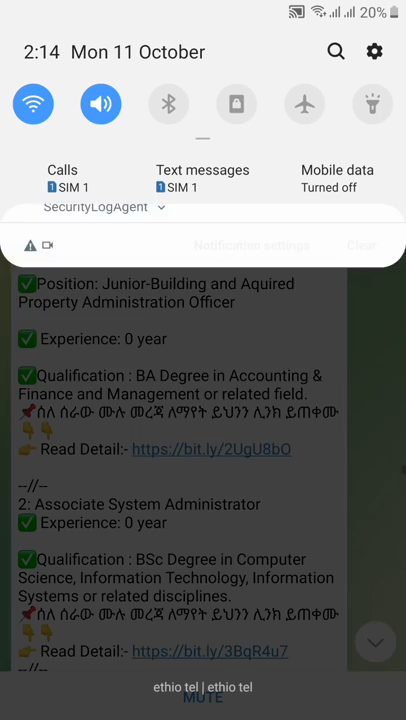 20%
2:14 Mon 11 October
Calls
1 SIM 1
Text messages
1 SIM 1
Mobile data
Turned off
SecurityLogAgent
Notification settings Clear
✅Position: Junior-Building and Aquired
Property Administration Officer
✅ Experience: 0 year
✅Qualification : BA Degree in Accounting &
Finance and Management or related field.
📌ስለ ስራው ሙሉ መረጃ ለማየት ይህንን ሊንክ ይጠቀሙ
👇👇
👉 Read Detail:- https://bit.ly/2UgU8bO
--//--
2: Associate System Administrator
✅ Experience: 0 year
✅Qualification : BSc Degree in Computer
Science, Information Technology, Information
Systems or related disciplines.
📌ስለ ስራው ሙሉ መረጃ ለማየት ይህንን ሊንክ ይጠቀሙ
👇👇
👉 Read Detail:- https://bit.ly/3BqR4u7
--//--
ethio tel | ethio tel
MUTE